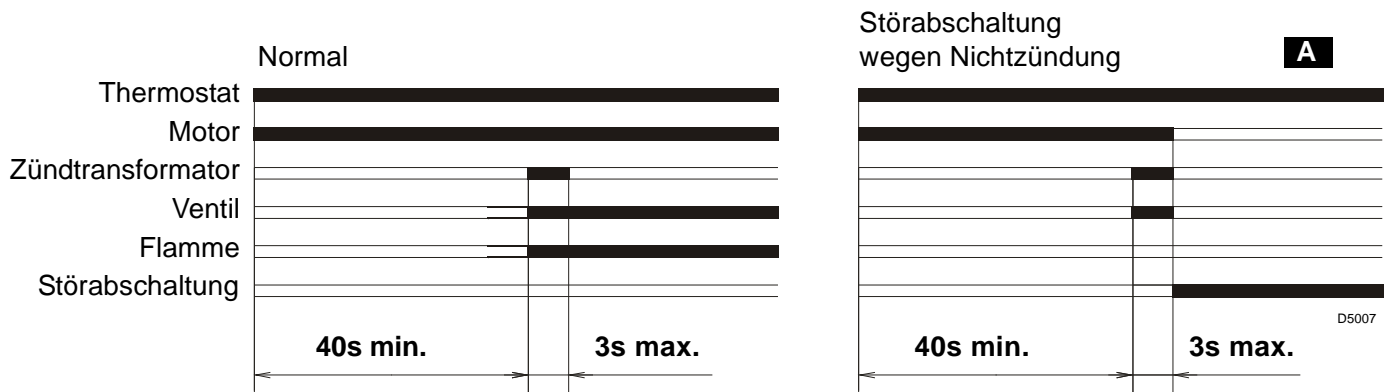 Normal
Störabschaltung
wegen Nichtzündung
A
Thermostat
Motor
Zündtransformator
Ventil
Flamme
Störabschaltung
D5007
40s min.
3s max.
40s min.
3s max.